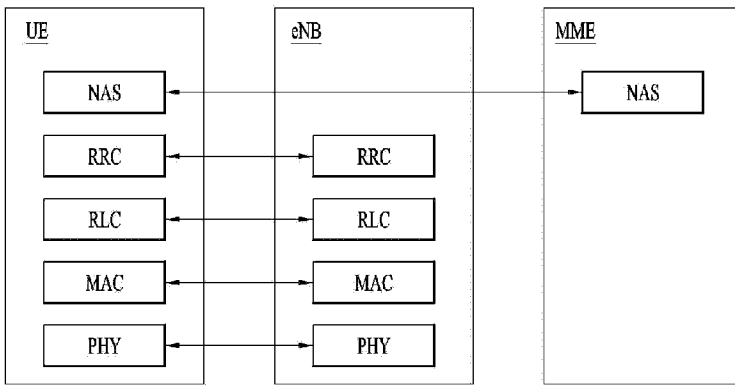 UE eNB MME
NAS NAS
RRC RRC
RLC RLC
MAC MAC
PHY PHY